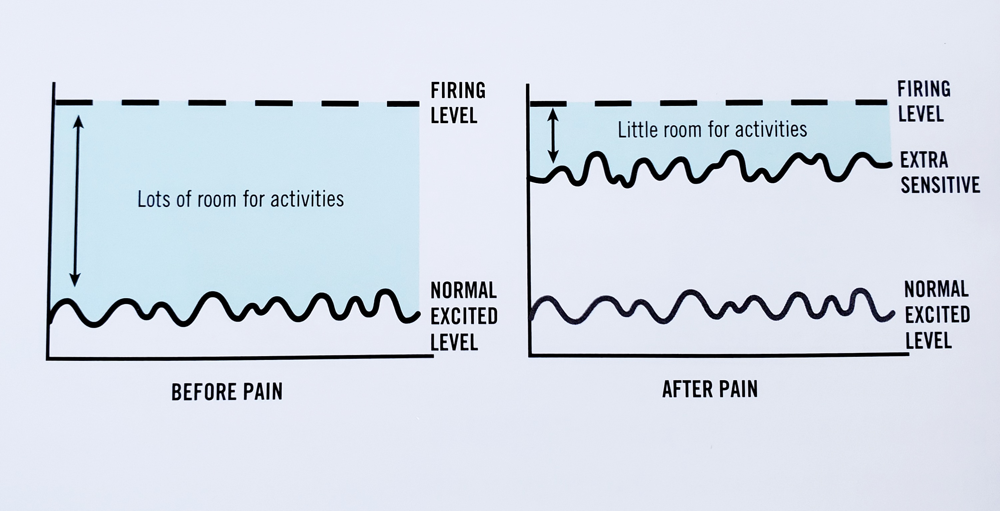 FIRING
LEVEL
Lots of room for activities
NORMAL
EXCITED
LEVEL
BEFORE PAIN
FIRING
LEVEL
Little room for activities
EXTRA
SENSITIVE
NORMAL
EXCITED
LEVEL
AFTER PAIN